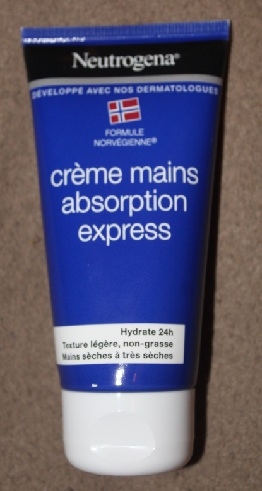 Neutrogena®
DÉVELOPPÉ AVEC NOS DERMATOLOGUES
FORMULE
NORVÉGIENNE®
crème mains
absorption
express
Hydrate 24h
Texture légère, non-grasse
Mains sèches à très sèches